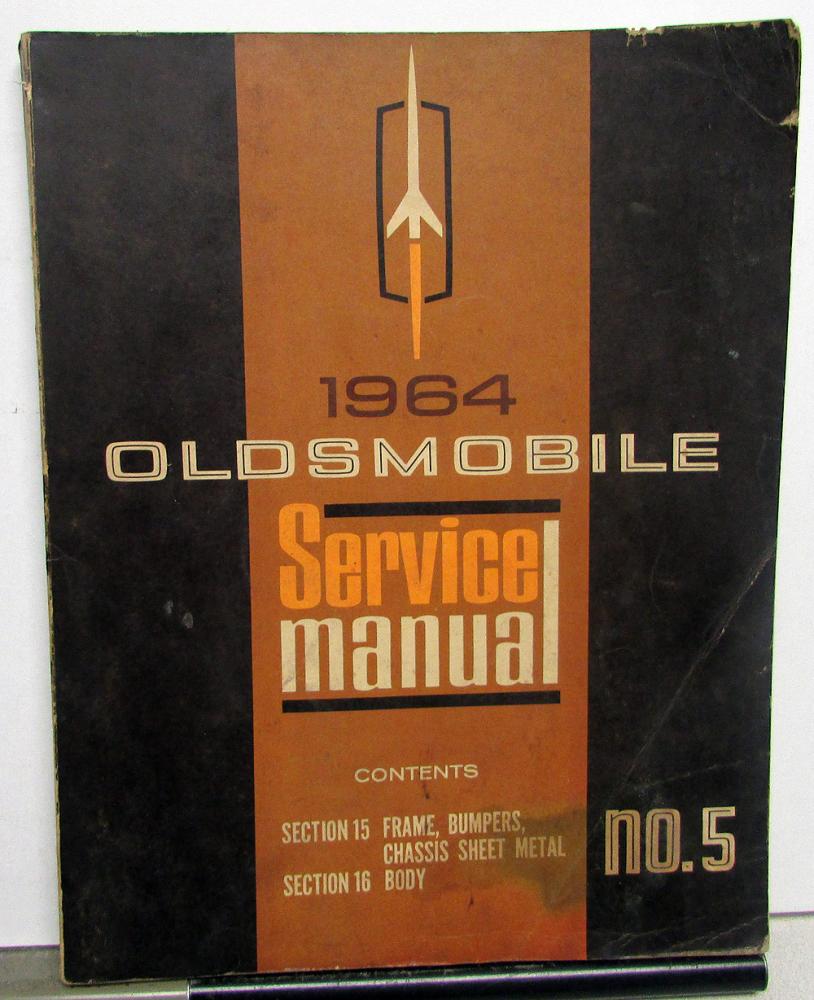 1964
OLDSMOBILE
Service
manual
CONTENTS
SECTION 15 FRAME, BUMPERS,
CHASSIS SHEET METAL
SECTION 16 BODY
NO. 5